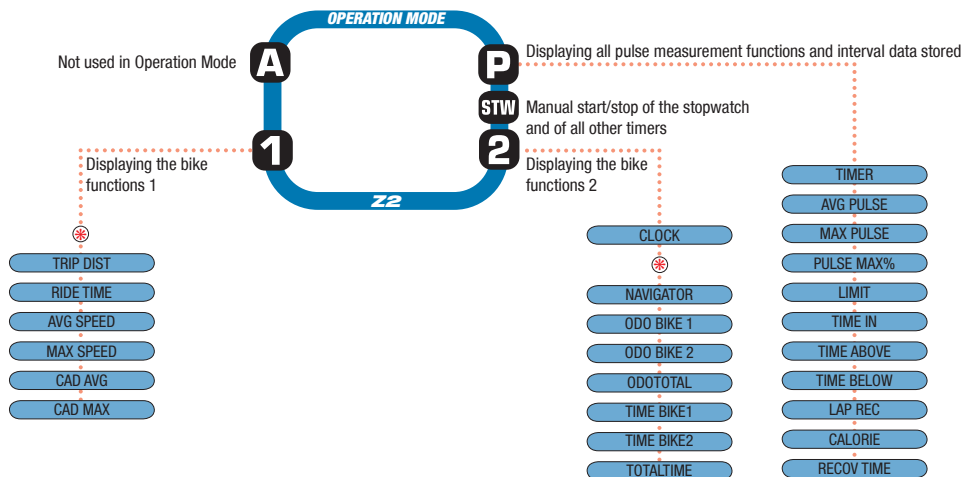 OPERATION MODE
Not used in Operation Mode
A
P
Displaying all pulse measurement functions and interval data stored
STW
Manual start/stop of the stopwatch
and of all other timers
1
Displaying the bike
functions 1
2
Displaying the bike
functions 2
Z2
TRIP DIST
RIDE TIME
AVG SPEED
MAX SPEED
CAD AVG
CAD MAX
CLOCK
NAVIGATOR
ODO BIKE 1
ODO BIKE 2
ODOTOTAL
TIME BIKE1
TIME BIKE2
TOTALTIME
TIMER
AVG PULSE
MAX PULSE
PULSE MAX%
LIMIT
TIME IN
TIME ABOVE
TIME BELOW
LAP REC
CALORIE
RECOV TIME